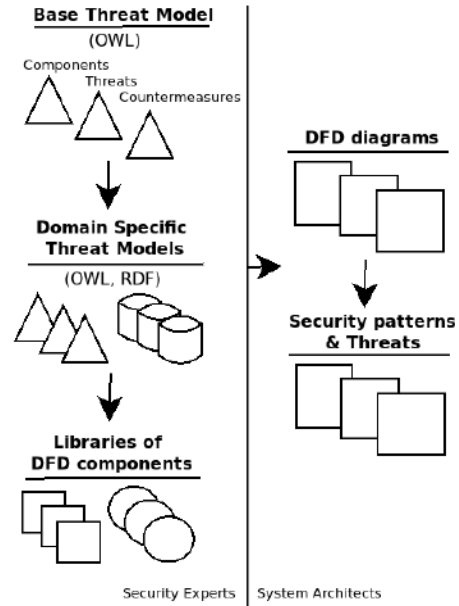 Base Threat Model
(OWL)
Components
Threats
Countermeasures
Domain Specific
Threat Models
(OWL, RDF)
Libraries of
DFD components
Security Experts
DFD diagrams
Security patterns
& Threats
System Architects